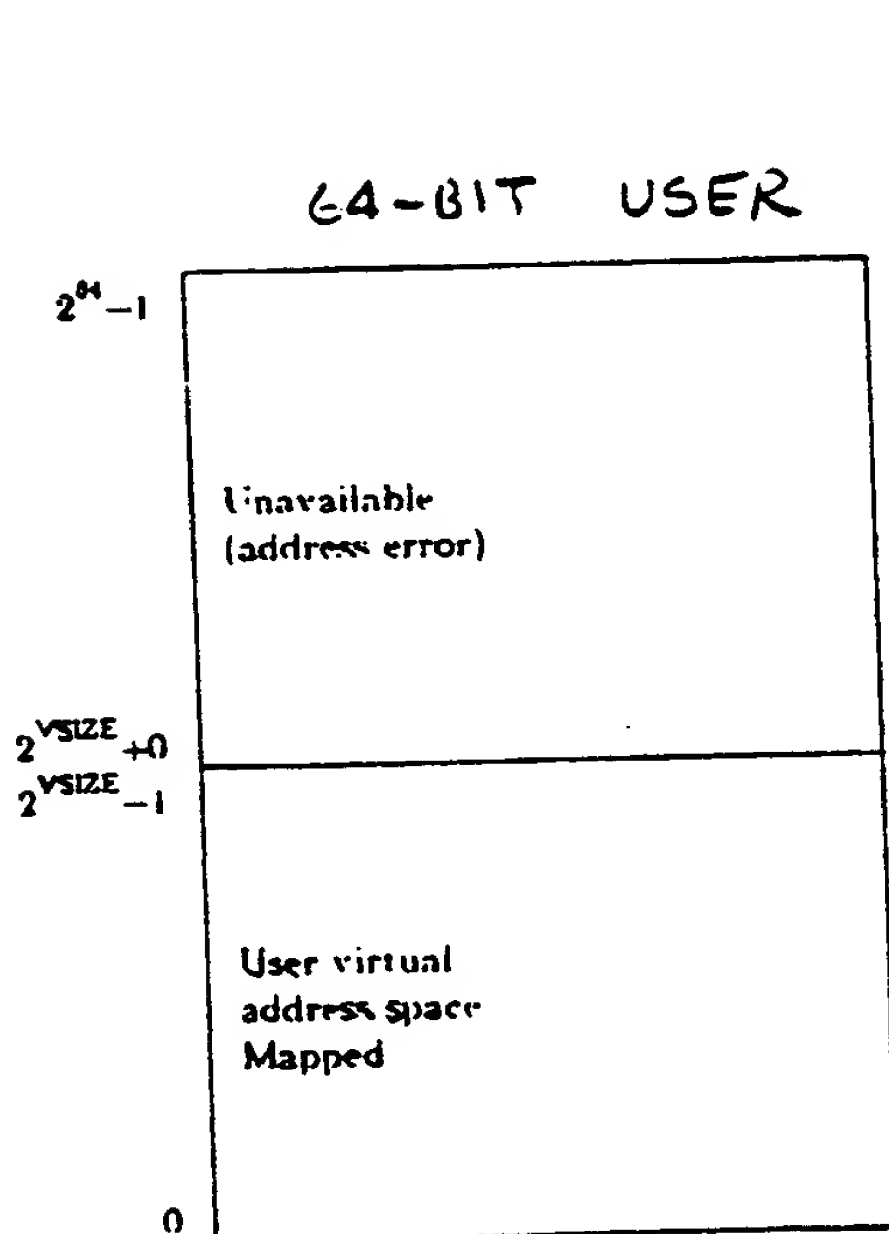 64-BIT USER
2^64−1
Unavailable
(address error)
2^VSIZE+0
2^VSIZE−1
User virtual
address space
Mapped
0